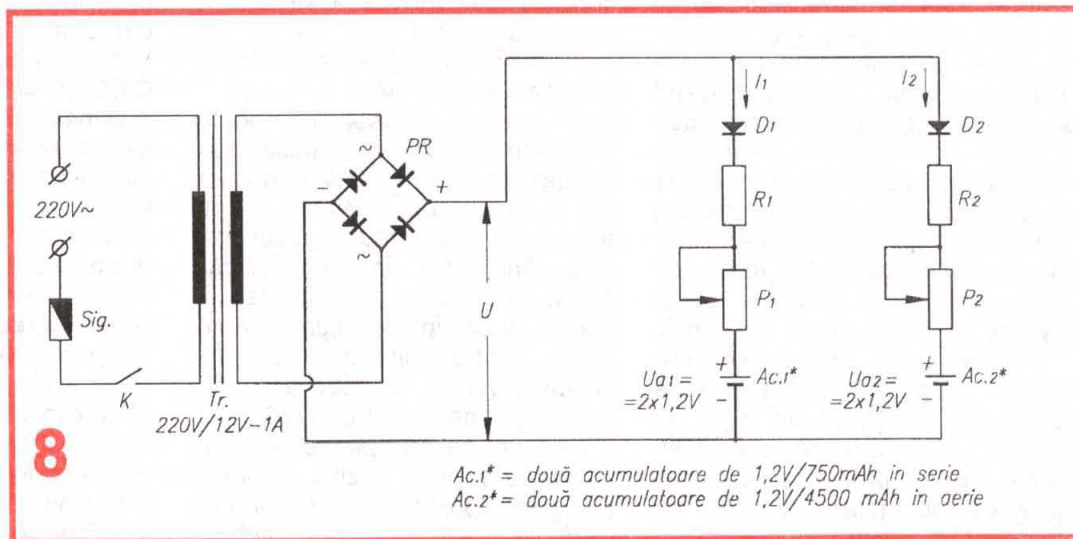 220V~
Sig.
K
Tr.
220V/12V-1A
~
PR
-
+
~
U
I1
D1
R1
P1
+
Ua1=
=2x1,2V
Ac.1*
-
I2
D2
R2
P2
+
Ua2=
=2x1,2V
Ac.2*
-
8
Ac.1* = două acumulatoare de 1,2V/750mAh in serie
Ac.2* = două acumulatoare de 1,2V/4500 mAh in aerie